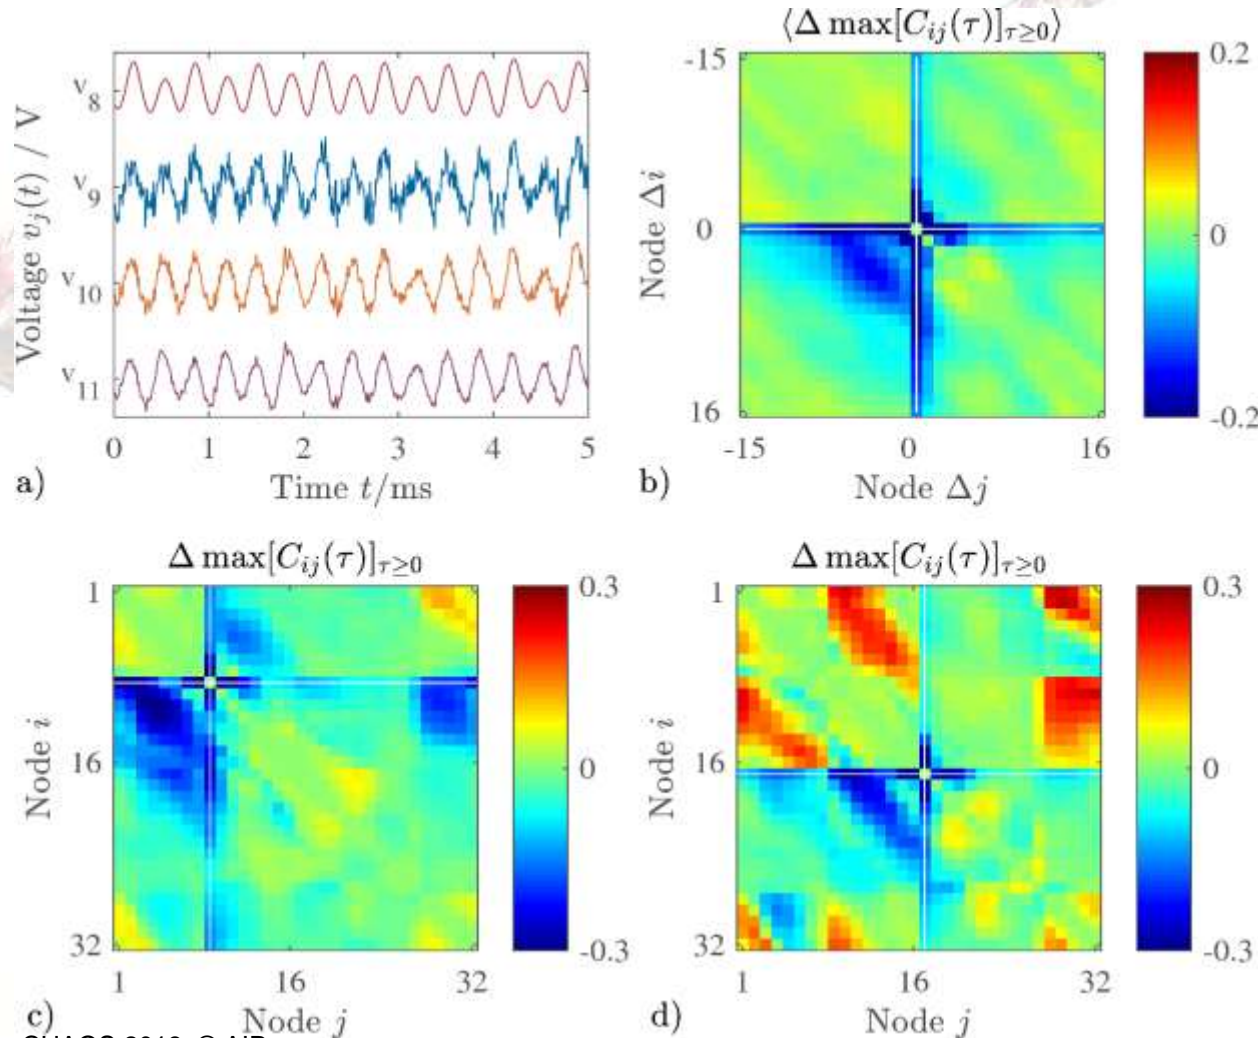 v8
v9
v10
v11
Voltage vj(t) / V
0 1 2 3 4 5
Time t/ms
a)
⟨Δ max[Cij(τ)]τ≥0⟩
-15
0
16
Node Δi
-15 0 16
Node Δj
0.2
0
-0.2
b)
Δ max[Cij(τ)]τ≥0
1
16
32
Node i
1 16 32
Node j
0.3
0
-0.3
c)
Δ max[Cij(τ)]τ≥0
1
16
32
Node i
1 16 32
Node j
0.3
0
-0.3
d)